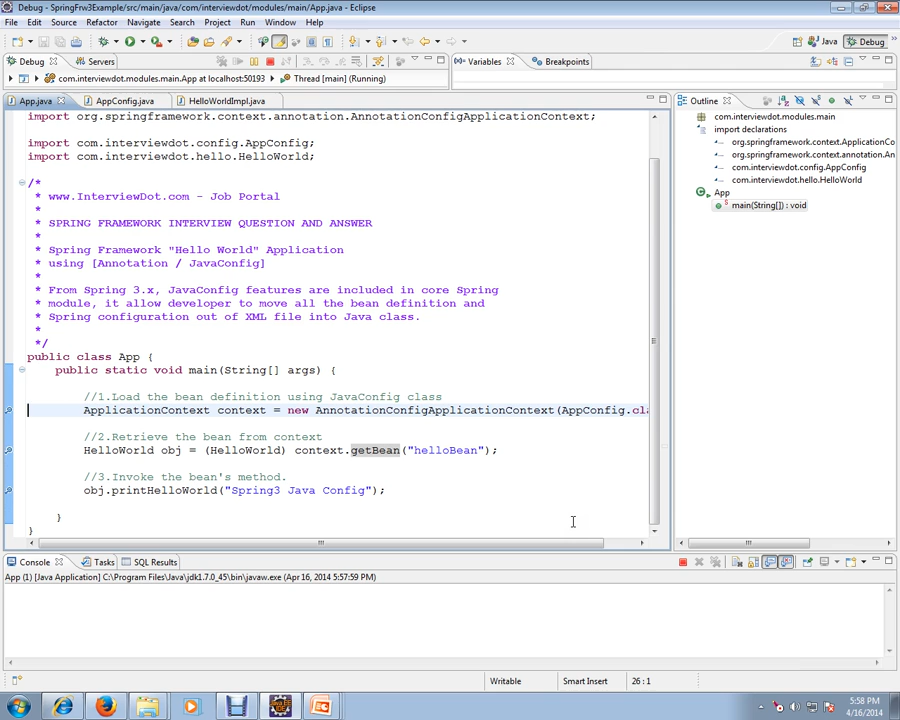 Debug - SpringFrw3Example/src/main/java/com/interviewdot/modules/main/App.java - Eclipse
File Edit Source Refactor Navigate Search Project Run Window Help
Java Debug
Debug Servers
Variables Breakpoints
com.interviewdot.modules.main.App at localhost:50193 Thread [main] (Running)
App.java AppConfig.java HelloWorldImpl.java
Outline
import org.springframework.context.annotation.AnnotationConfigApplicationContext;
import com.interviewdot.config.AppConfig;
import com.interviewdot.hello.HelloWorld;
/*
* www.InterviewDot.com - Job Portal
*
* SPRING FRAMEWORK INTERVIEW QUESTION AND ANSWER
*
* Spring Framework "Hello World" Application
* using [Annotation / JavaConfig]
*
* From Spring 3.x, JavaConfig features are included in core Spring
* module, it allow developer to move all the bean definition and
* Spring configuration out of XML file into Java class.
*
*/
public class App {
public static void main(String[] args) {
//1.Load the bean definition using JavaConfig class
ApplicationContext context = new AnnotationConfigApplicationContext(AppConfig.cla
//2.Retrieve the bean from context
HelloWorld obj = (HelloWorld) context.getBean("helloBean");
//3.Invoke the bean's method.
obj.printHelloWorld("Spring3 Java Config");
}
}
com.interviewdot.modules.main
import declarations
org.springframework.context.ApplicationCo
org.springframework.context.annotation.An
com.interviewdot.config.AppConfig
com.interviewdot.hello.HelloWorld
App
main(String[]) : void
Console Tasks SQL Results
App (1) [Java Application] C:\Program Files\Java\jdk1.7.0_45\bin\javaw.exe (Apr 16, 2014 5:57:59 PM)
Writable Smart Insert 26 : 1
5:58 PM
4/16/2014